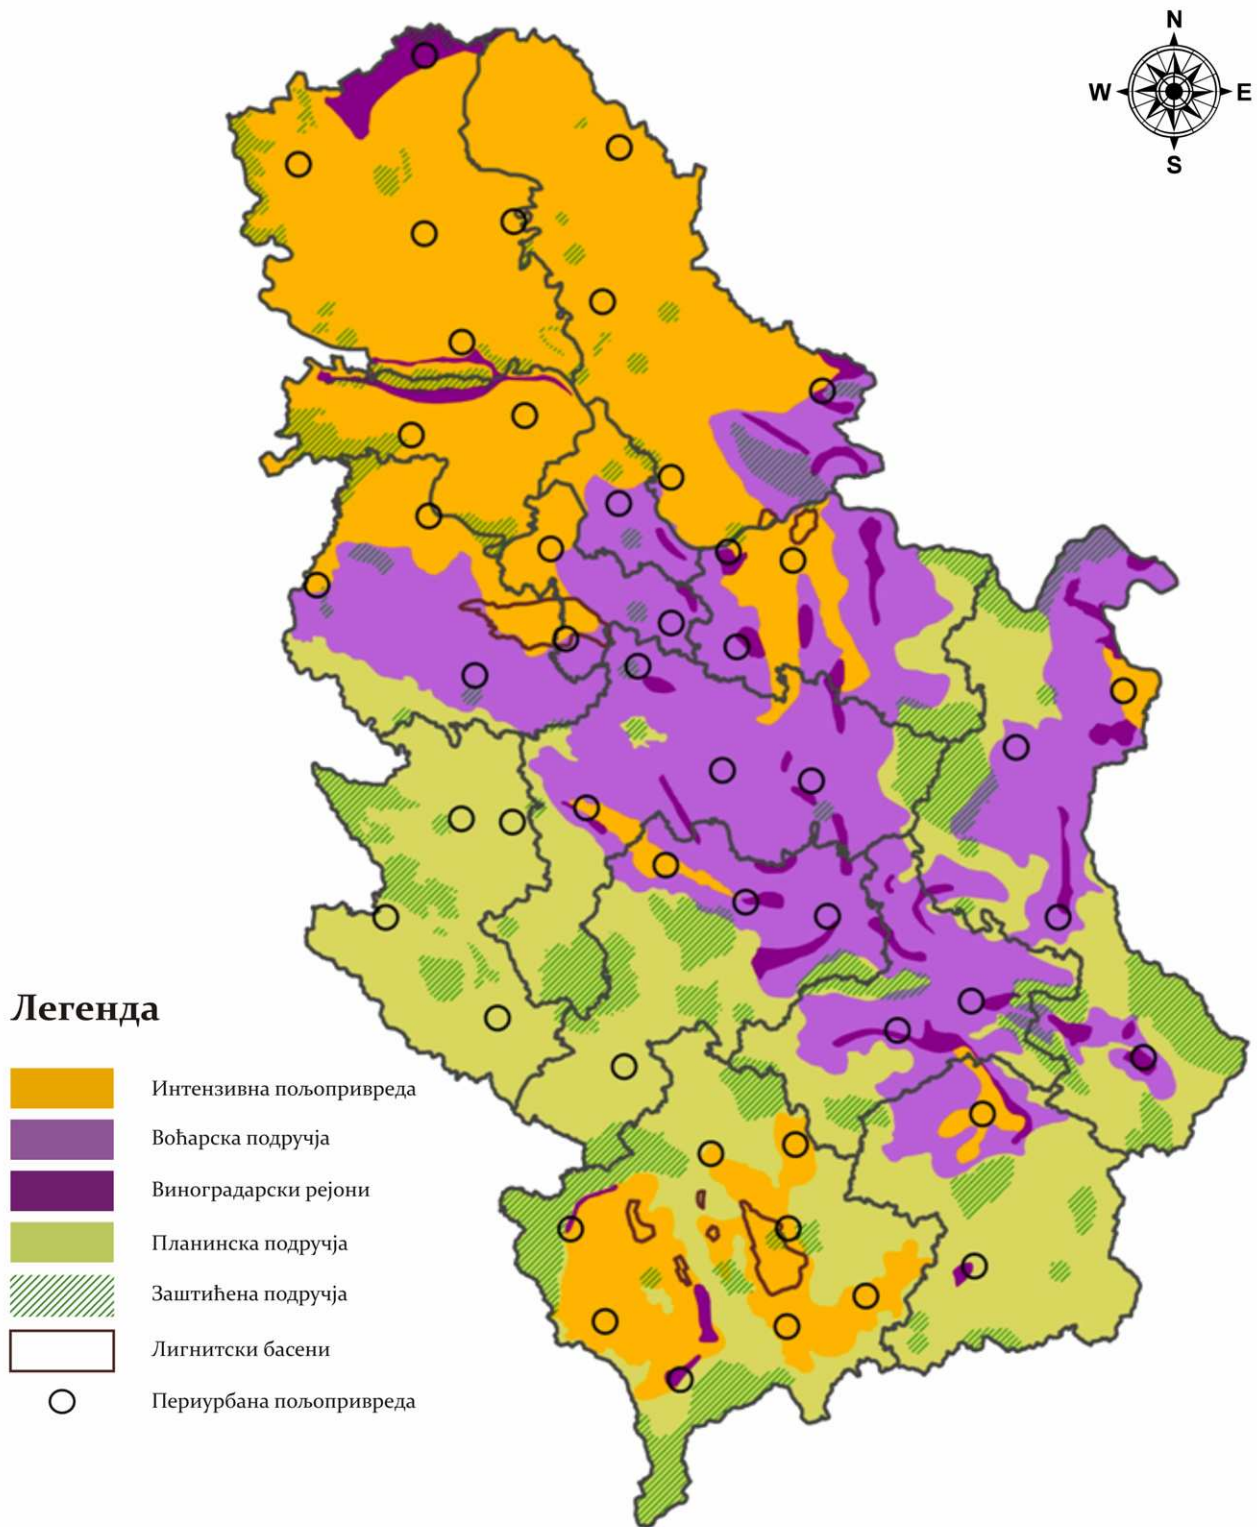 N
W E
S
Легенда
Интензивна пољопривреда
Воћарска подручја
Виноградарски рејони
Планинска подручја
Заштићена подручја
Лигнитски басени
Периурбана пољопривреда